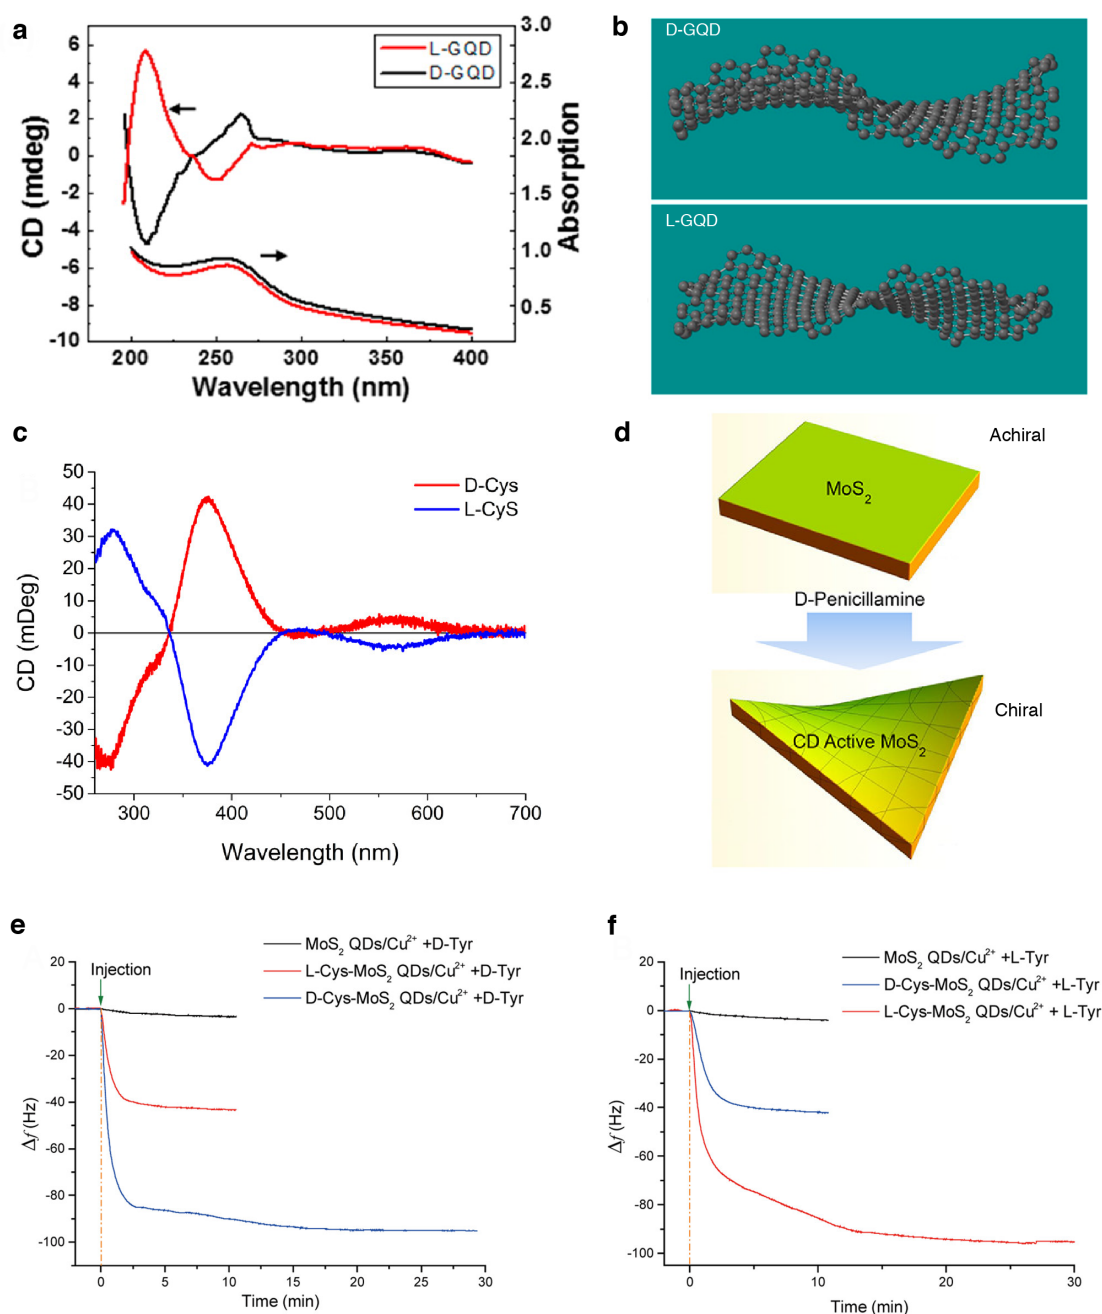 a
6
4
2
0
-2
-4
-6
-8
-10
CD (mdeg)
L-GQD
D-GQD
3.0
2.5
2.0
1.5
1.0
0.5
Absorption
200 250 300 350 400
Wavelength (nm)
b
D-GQD
L-GQD
c
50
40
30
20
10
0
-10
-20
-30
-40
-50
CD (mDeg)
D-Cys
L-CyS
300 400 500 600 700
Wavelength (nm)
d
Achiral
MoS₂
D-Penicillamine
Chiral
CD Active MoS₂
e
MoS₂ QDs/Cu²⁺ +D-Tyr
L-Cys-MoS₂ QDs/Cu²⁺ +D-Tyr
D-Cys-MoS₂ QDs/Cu²⁺ +D-Tyr
Injection
20
0
-20
-40
-60
-80
-100
Δf (Hz)
0 5 10 15 20 25 30
Time (min)
f
MoS₂ QDs/Cu²⁺ +L-Tyr
D-Cys-MoS₂ QDs/Cu²⁺ +L-Tyr
L-Cys-MoS₂ QDs/Cu²⁺ + L-Tyr
Injection
20
0
-20
-40
-60
-80
-100
Δf (Hz)
0 10 20 30
Time (min)